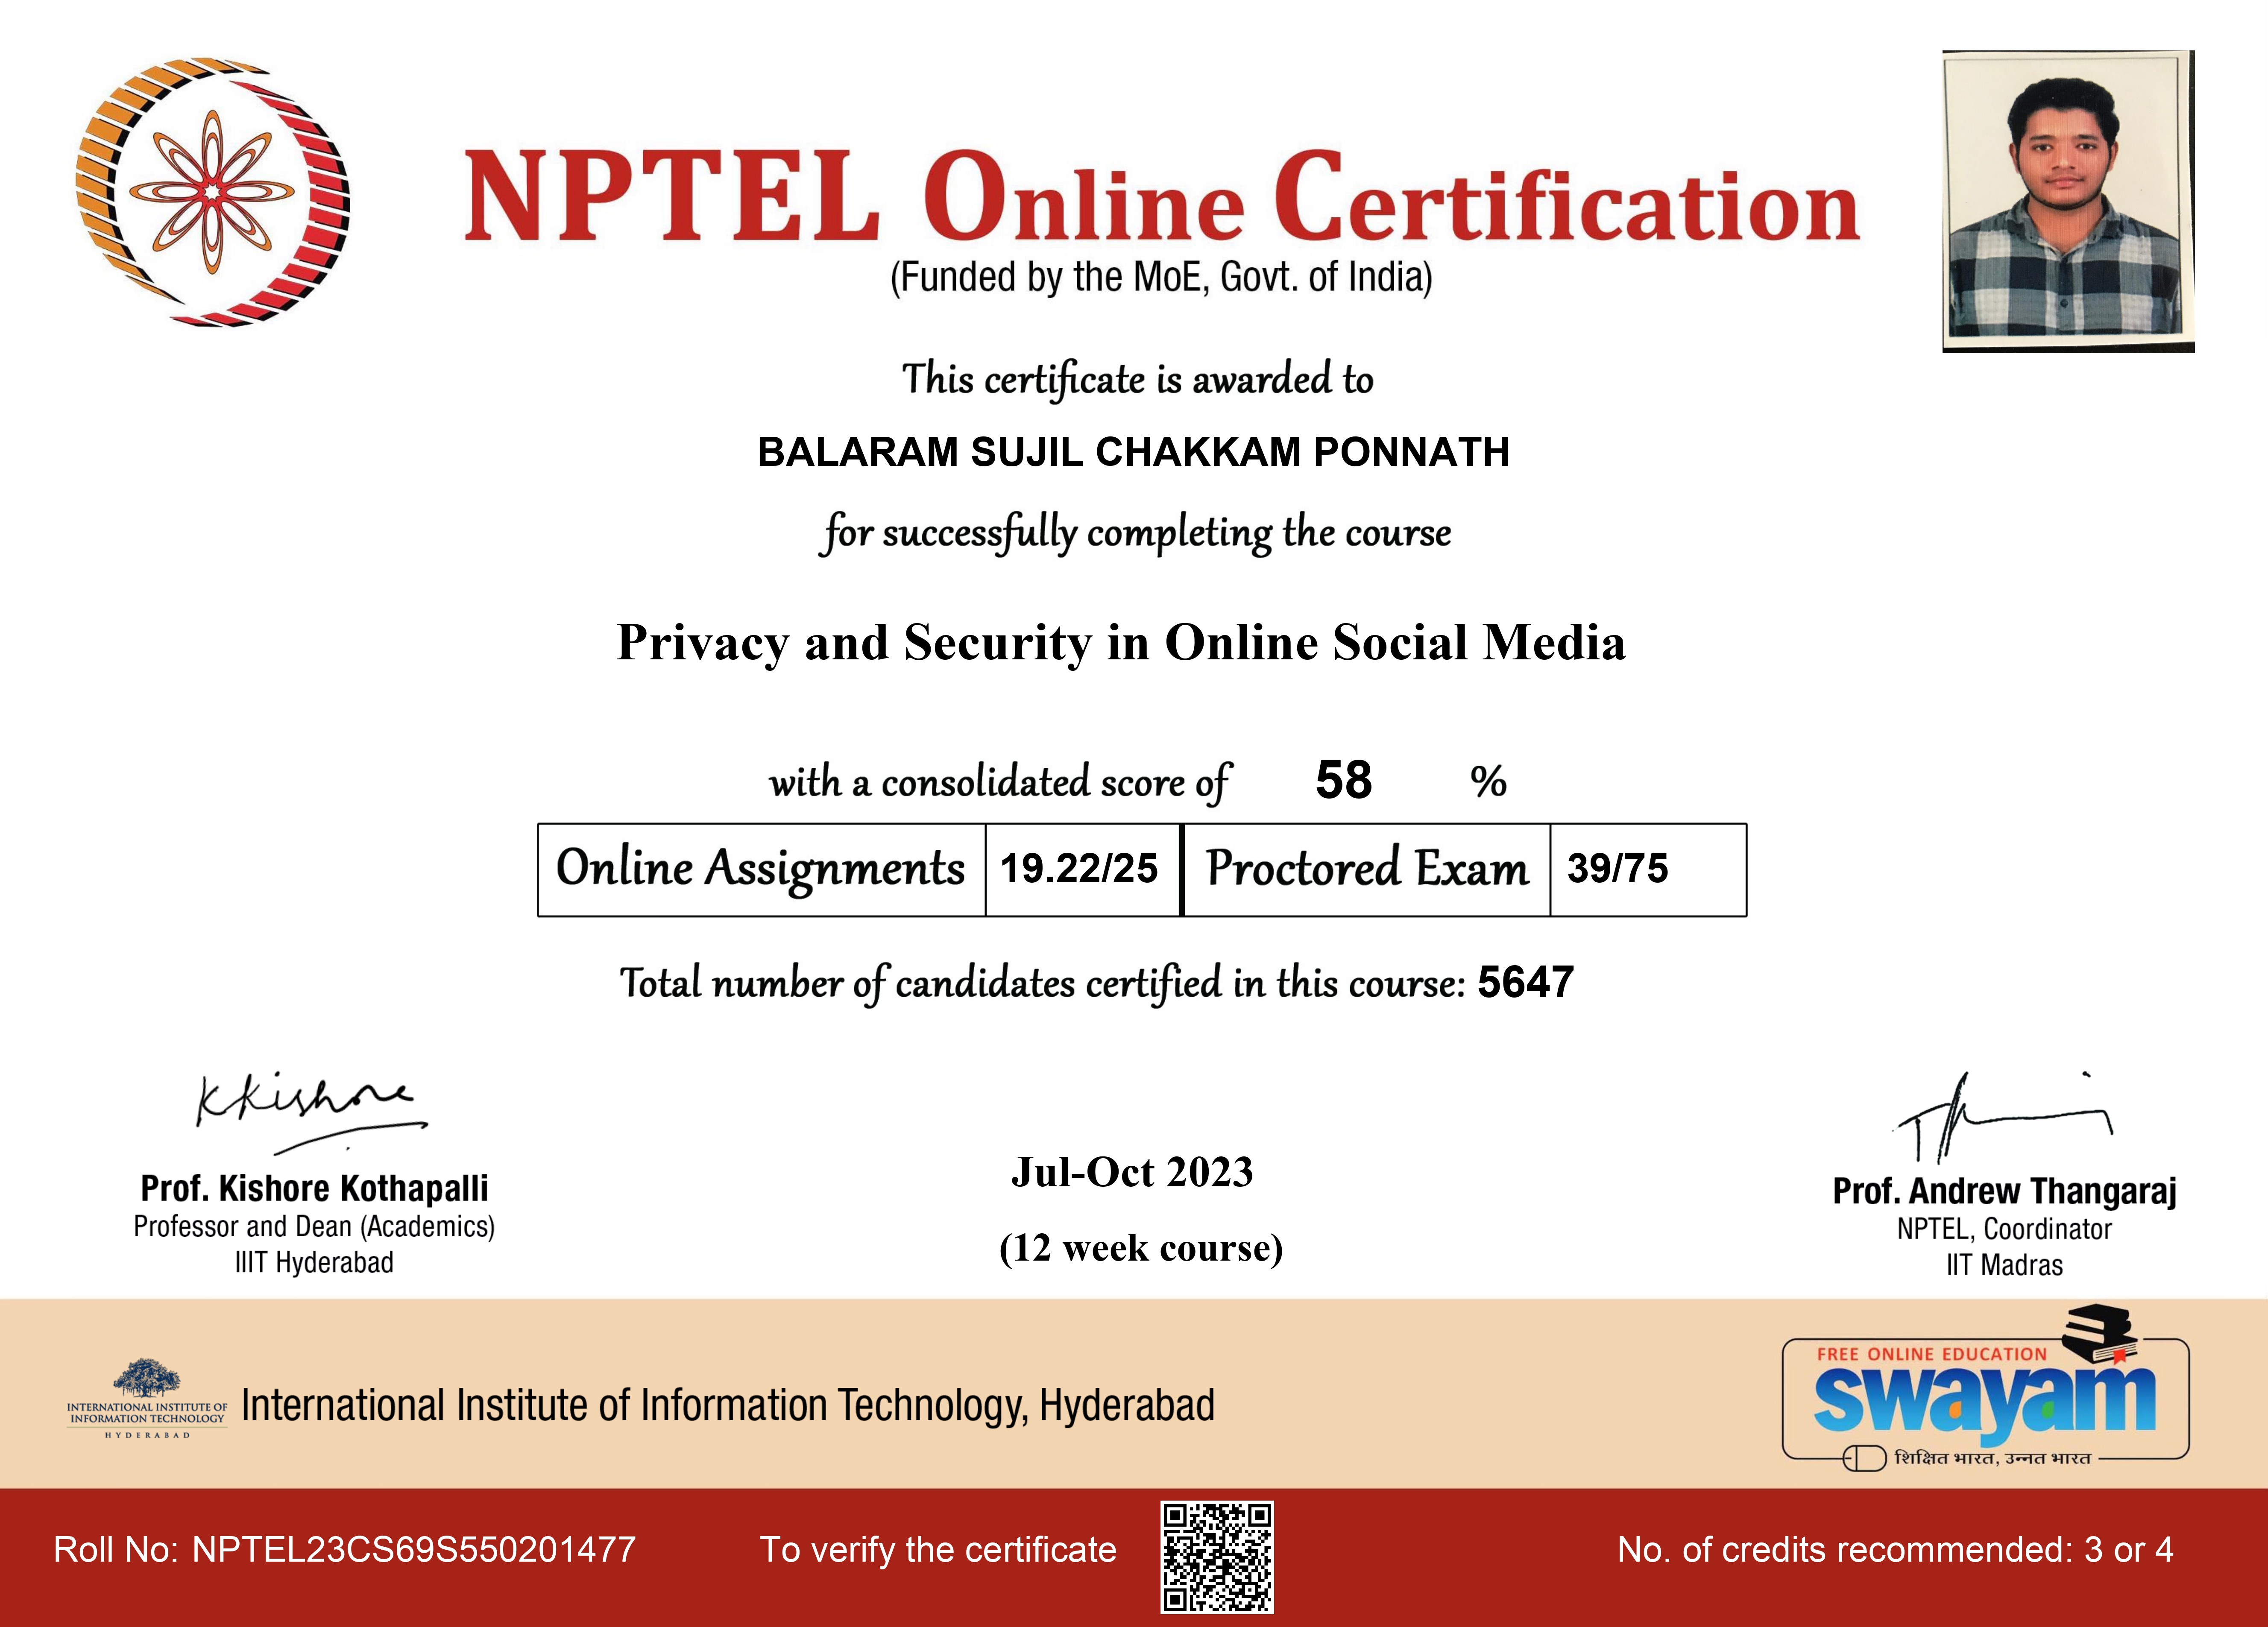 NPTEL Online Certification
(Funded by the MoE, Govt. of India)
This certificate is awarded to
BALARAM SUJIL CHAKKAM PONNATH
for successfully completing the course
Privacy and Security in Online Social Media
with a consolidated score of 58 %
Online Assignments 19.22/25 Proctored Exam 39/75
Total number of candidates certified in this course: 5647
KKishore
Prof. Kishore Kothapalli
Professor and Dean (Academics)
IIIT Hyderabad
Jul-Oct 2023
(12 week course)
Prof. Andrew Thangaraj
NPTEL, Coordinator
IIT Madras
INTERNATIONAL INSTITUTE OF
INFORMATION TECHNOLOGY
HYDERABAD
International Institute of Information Technology, Hyderabad
FREE ONLINE EDUCATION
swayam
शिक्षित भारत, उन्नत भारत
Roll No: NPTEL23CS69S550201477 To verify the certificate No. of credits recommended: 3 or 4